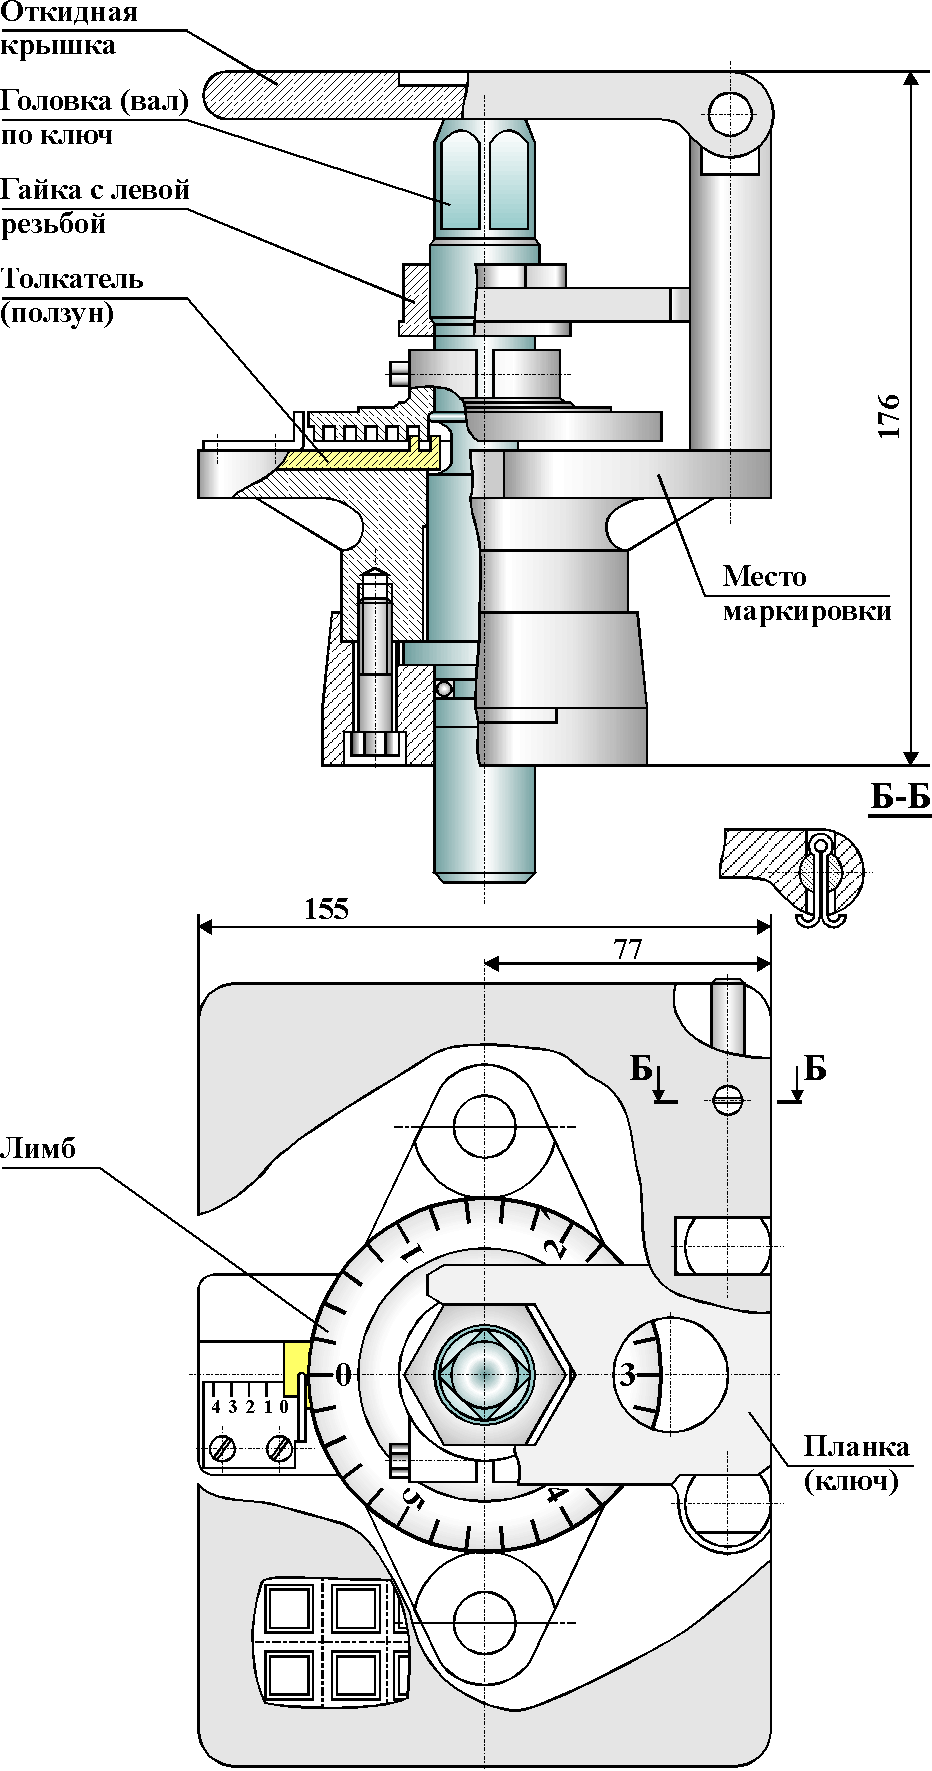 Откидная
крышка
Головка (вал)
по ключ
Гайка с левой
резьбой
Толкатель
(ползун)
176
Место
маркировки
Б-Б
155
77
Б Б
Лимб
1 2
0 3
4 3 2 1 0
5 4
Планка
(ключ)